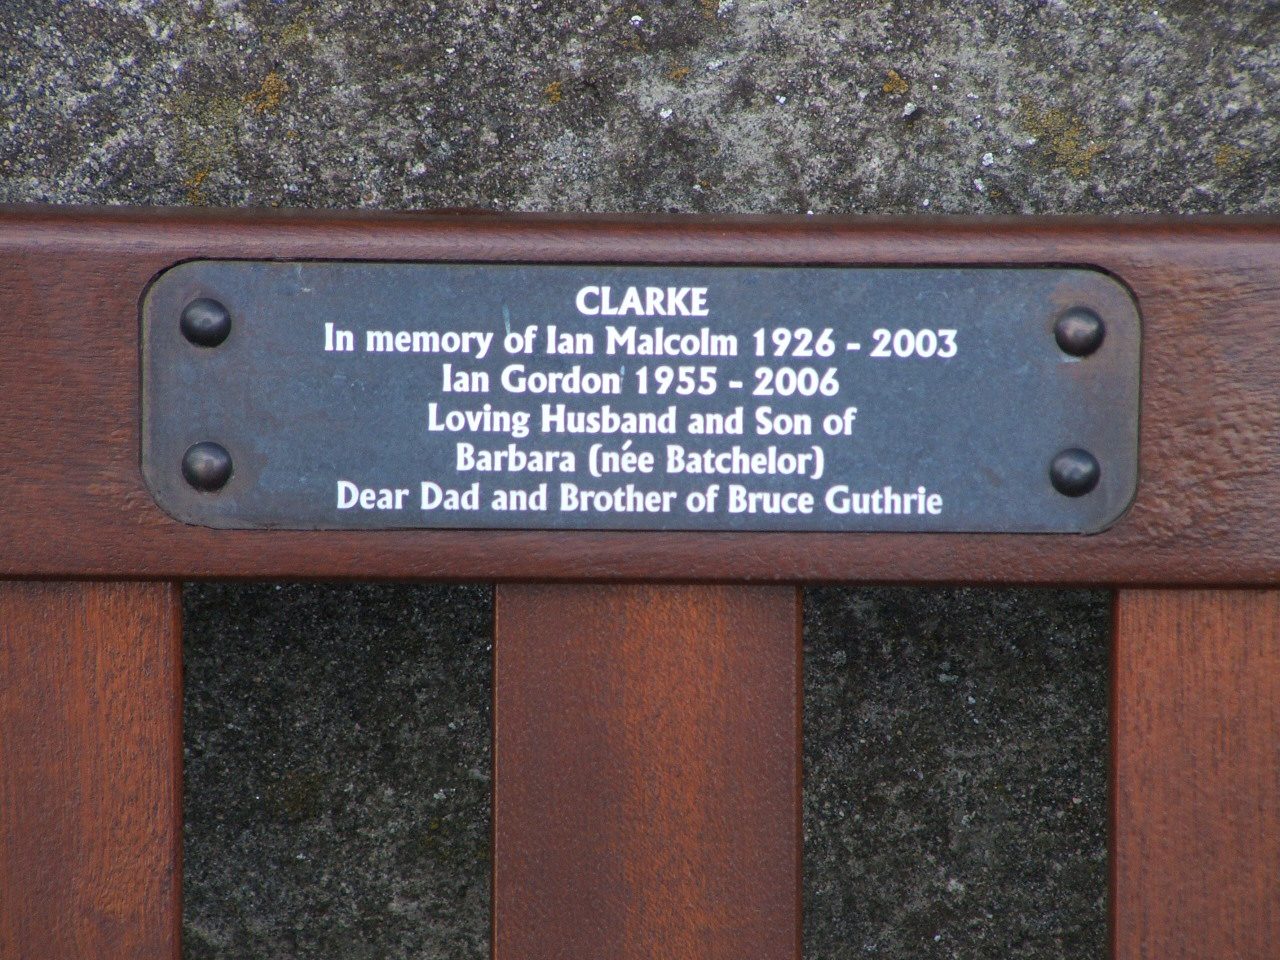 CLARKE
In memory of Ian Malcolm 1926 - 2003
Ian Gordon 1955 - 2006
Loving Husband and Son of
Barbara (née Batchelor)
Dear Dad and Brother of Bruce Guthrie